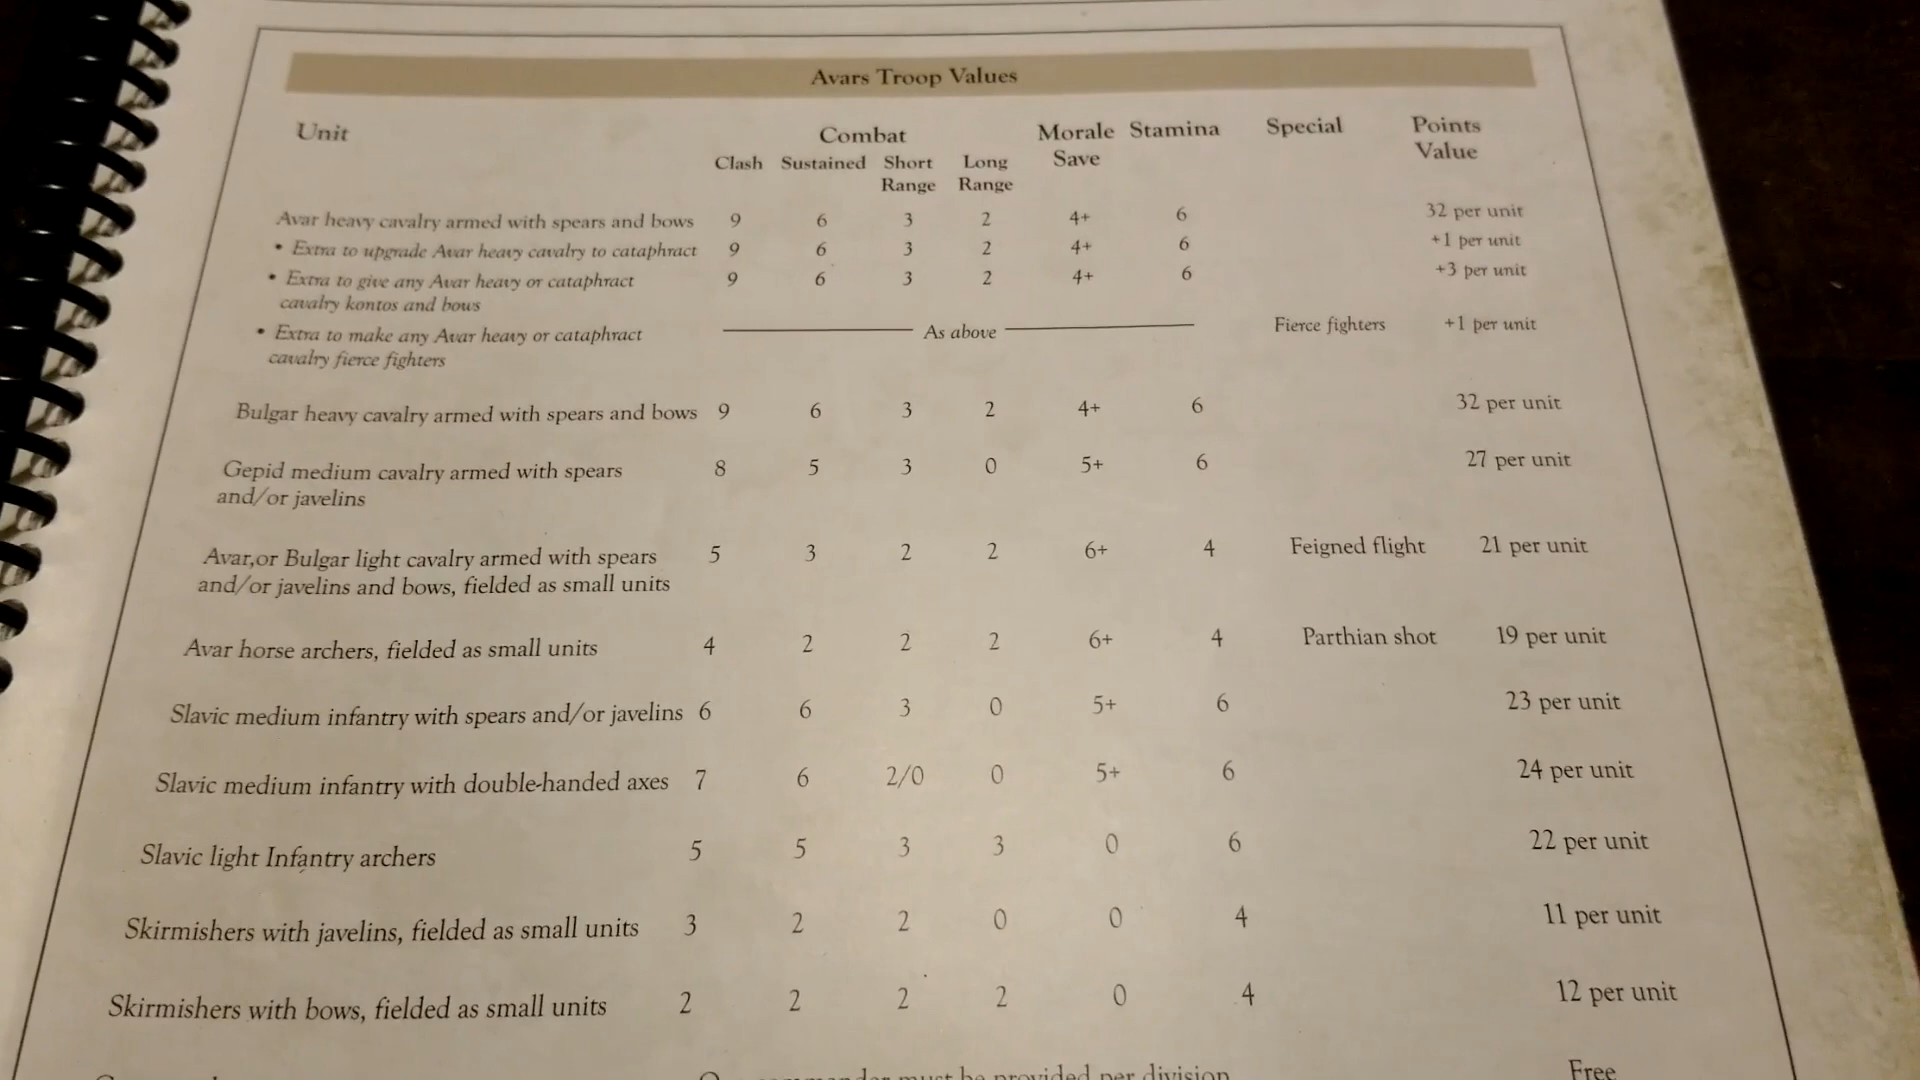 Avars Troop Values
Unit Combat Morale Stamina Special Points
Clash Sustained Short Long Save Value
Range Range
Avar heavy cavalry armed with spears and bows 9 6 3 2 4+ 6 32 per unit
• Extra to upgrade Avar heavy cavalry to cataphract 9 6 3 2 4+ 6 +1 per unit
• Extra to give any Avar heavy or cataphract 9 6 3 2 4+ 6 +3 per unit
cavalry kontos and bows
• Extra to make any Avar heavy or cataphract As above Fierce fighters +1 per unit
cavalry fierce fighters
Bulgar heavy cavalry armed with spears and bows 9 6 3 2 4+ 6 32 per unit
Gepid medium cavalry armed with spears 8 5 3 0 5+ 6 27 per unit
and/or javelins
Avar,or Bulgar light cavalry armed with spears 5 3 2 2 6+ 4 Feigned flight 21 per unit
and/or javelins and bows, fielded as small units
Avar horse archers, fielded as small units 4 2 2 2 6+ 4 Parthian shot 19 per unit
Slavic medium infantry with spears and/or javelins 6 6 3 0 5+ 6 23 per unit
Slavic medium infantry with double-handed axes 7 6 2/0 0 5+ 6 24 per unit
Slavic light Infantry archers 5 5 3 3 0 6 22 per unit
Skirmishers with javelins, fielded as small units 3 2 2 0 0 4 11 per unit
Skirmishers with bows, fielded as small units 2 2 2 2 0 4 12 per unit
commander must be provided per division Free